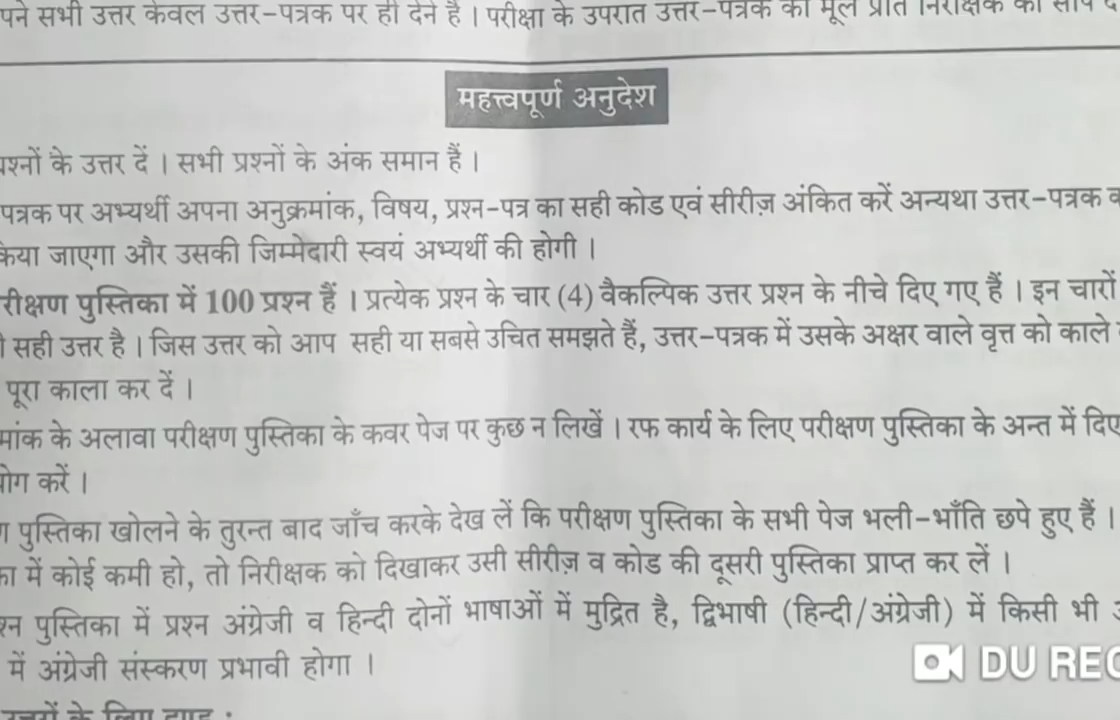 सभी उत्तर केवल उत्तर-पत्रक पर ही देने हैं । परीक्षा के उपरांत उत्तर-पत्रक की मूल प्रति निरीक्षक को सौंप
महत्त्वपूर्ण अनुदेश
के उत्तर दें । सभी प्रश्नों के अंक समान हैं ।
पत्रक पर अभ्यर्थी अपना अनुक्रमांक, विषय, प्रश्न-पत्र का सही कोड एवं सीरीज़ अंकित करें अन्यथा उत्तर-पत्रक
जाएगा और उसकी जिम्मेदारी स्वयं अभ्यर्थी की होगी ।
पुस्तिका में 100 प्रश्न हैं । प्रत्येक प्रश्न के चार (4) वैकल्पिक उत्तर प्रश्न के नीचे दिए गए हैं । इन चारों
सही उत्तर है । जिस उत्तर को आप सही या सबसे उचित समझते हैं, उत्तर-पत्रक में उसके अक्षर वाले वृत्त को काले
पूरा काला कर दें ।
के अलावा परीक्षण पुस्तिका के कवर पेज पर कुछ न लिखें । रफ कार्य के लिए परीक्षण पुस्तिका के अन्त में दिए
करें ।
पुस्तिका खोलने के तुरन्त बाद जाँच करके देख लें कि परीक्षण पुस्तिका के सभी पेज भली-भाँति छपे हुए हैं ।
में कोई कमी हो, तो निरीक्षक को दिखाकर उसी सीरीज़ व कोड की दूसरी पुस्तिका प्राप्त कर लें ।
पुस्तिका में प्रश्न अंग्रेजी व हिन्दी दोनों भाषाओं में मुद्रित है, द्विभाषी (हिन्दी/अंग्रेजी) में किसी भी
में अंग्रेजी संस्करण प्रभावी होगा ।
DU REC
के लिए दण्ड :